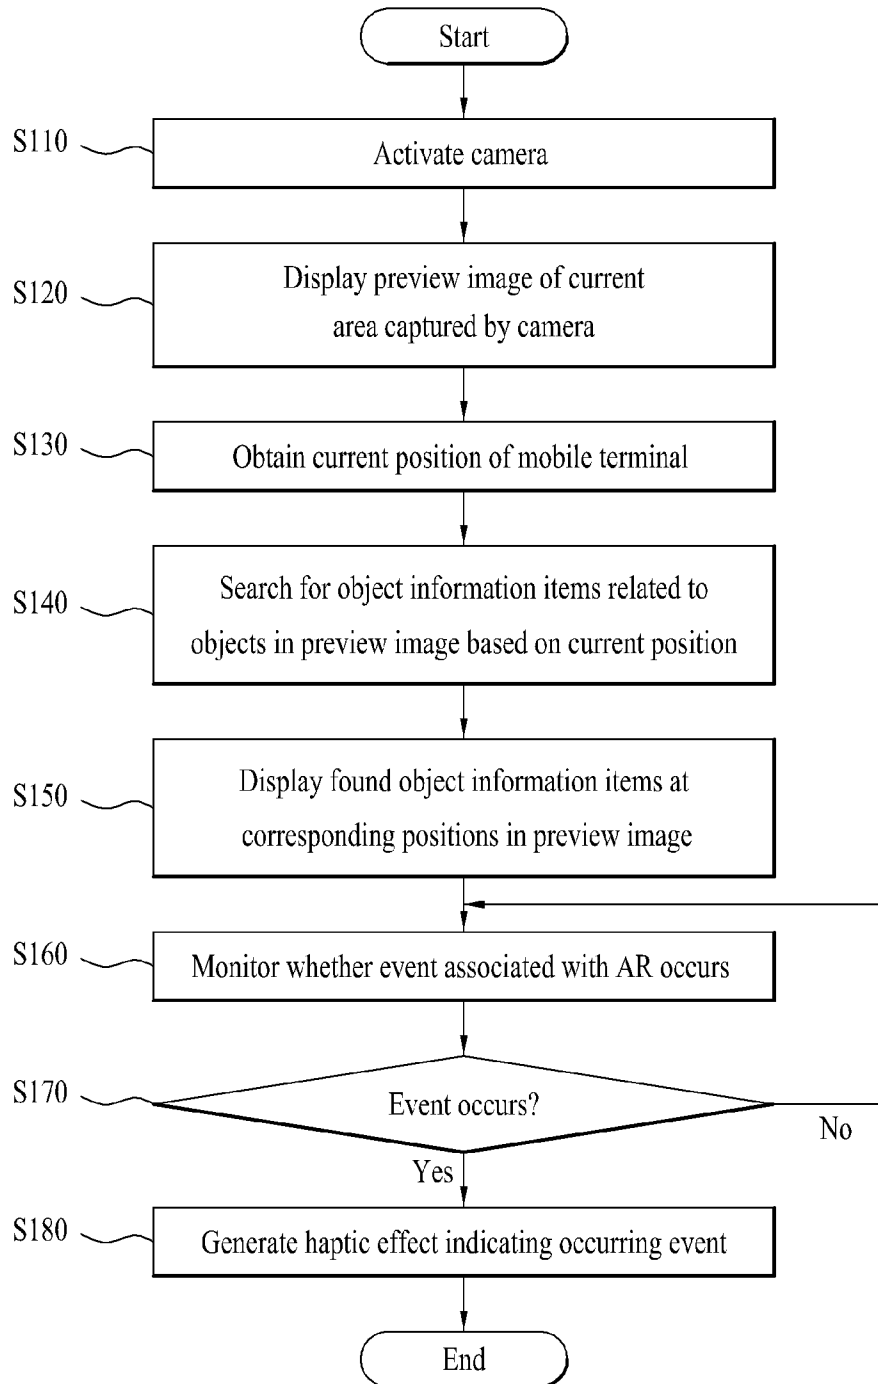 Start
S110
Activate camera
S120
Display preview image of current
area captured by camera
S130
Obtain current position of mobile terminal
S140
Search for object information items related to
objects in preview image based on current position
S150
Display found object information items at
corresponding positions in preview image
S160
Monitor whether event associated with AR occurs
S170
Event occurs?
No
Yes
S180
Generate haptic effect indicating occurring event
End